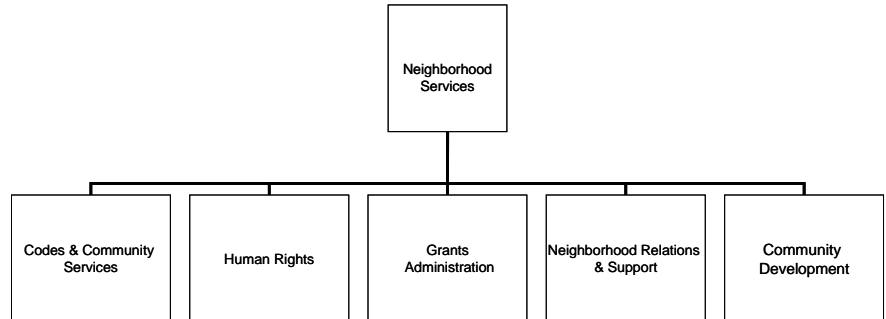 Neighborhood
Services
Codes & Community
Services
Human Rights
Grants
Administration
Neighborhood Relations
& Support
Community
Development